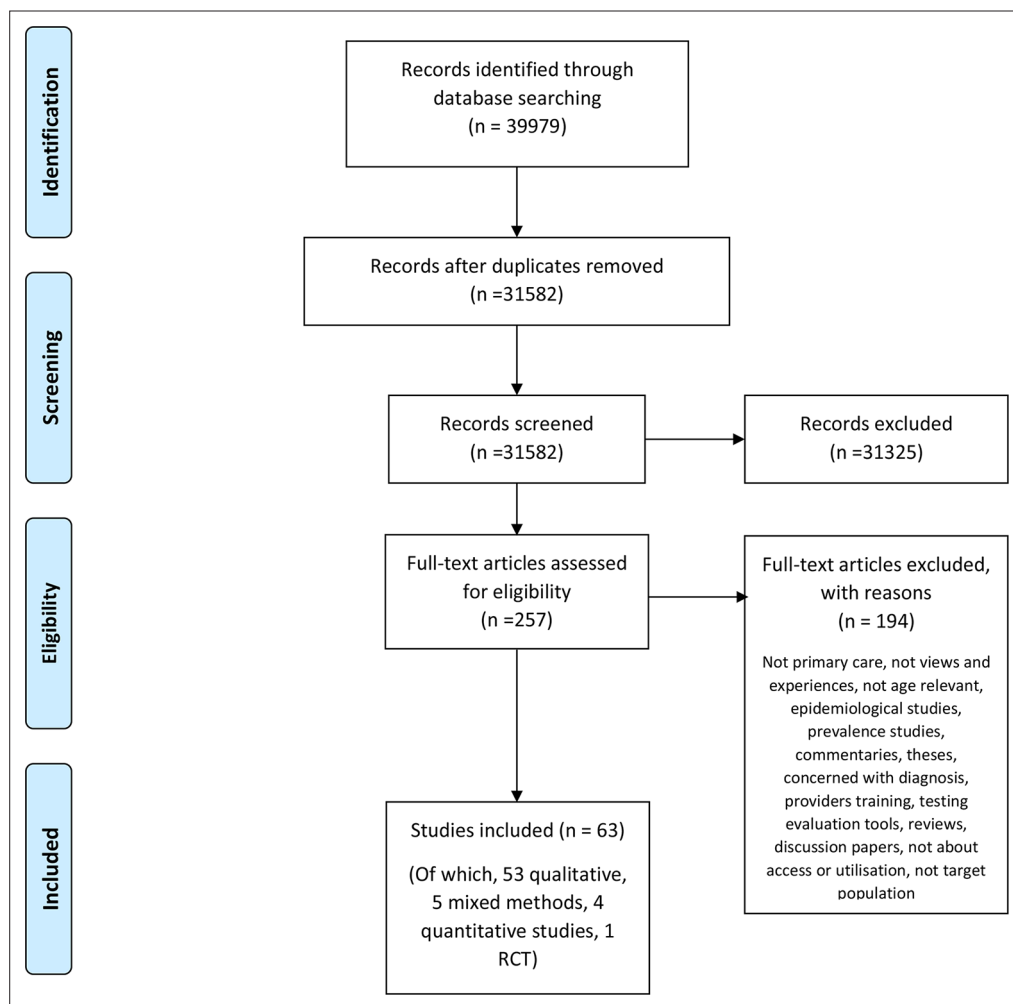 Identification
Records identified through
database searching
(n = 39979)
Records after duplicates removed
(n =31582)
Screening
Records screened
(n =31582)
Records excluded
(n =31325)
Eligibility
Full-text articles assessed
for eligibility
(n =257)
Full-text articles excluded,
with reasons
(n = 194)
Not primary care, not views and
experiences, not age relevant,
epidemiological studies,
prevalence studies,
commentaries, theses,
concerned with diagnosis,
providers training, testing
evaluation tools, reviews,
discussion papers, not about
access or utilisation, not target
population
Included
Studies included (n = 63)
(Of which, 53 qualitative,
5 mixed methods, 4
quantitative studies, 1
RCT)